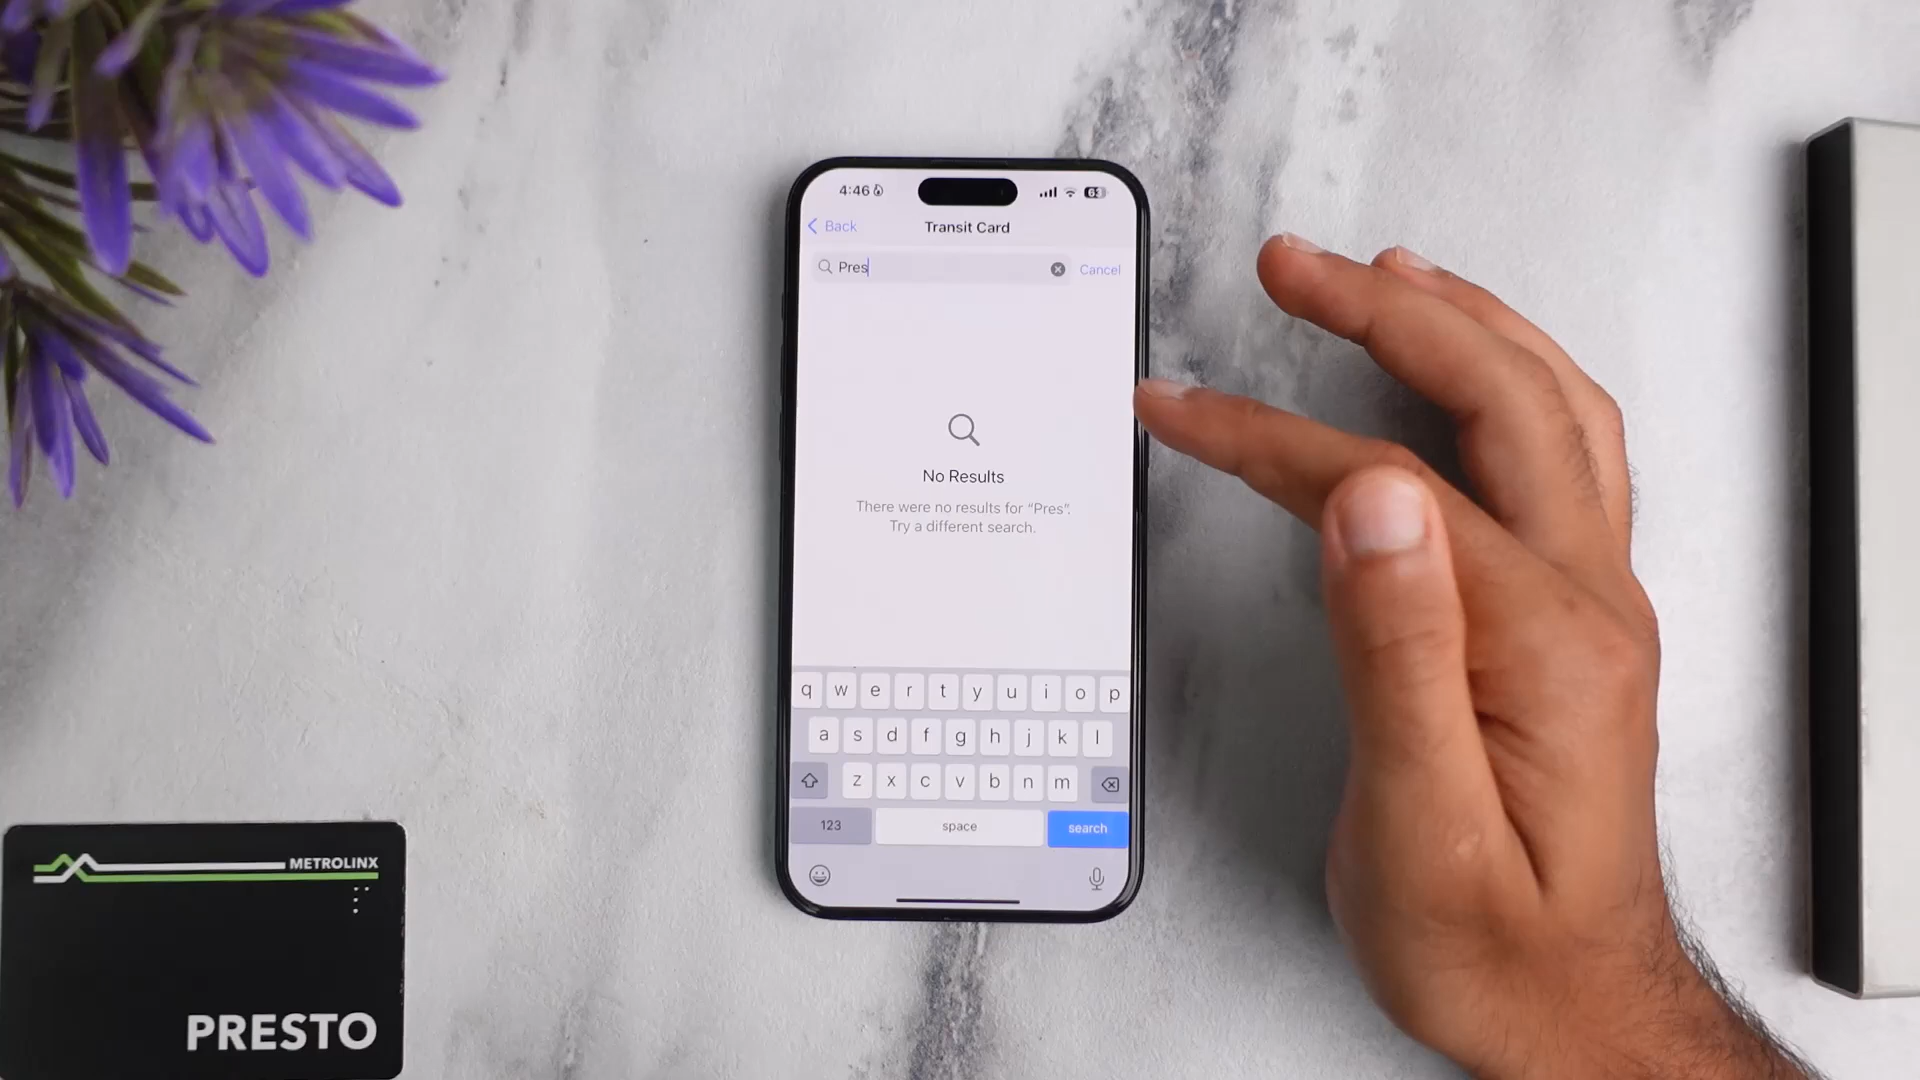 4:46
63
Back
Transit Card
Pres
Cancel
No Results
There were no results for “Pres”.
Try a different search.
q w e r t y u i o p
a s d f g h j k l
z x c v b n m
123
space
search
METROLINX
PRESTO